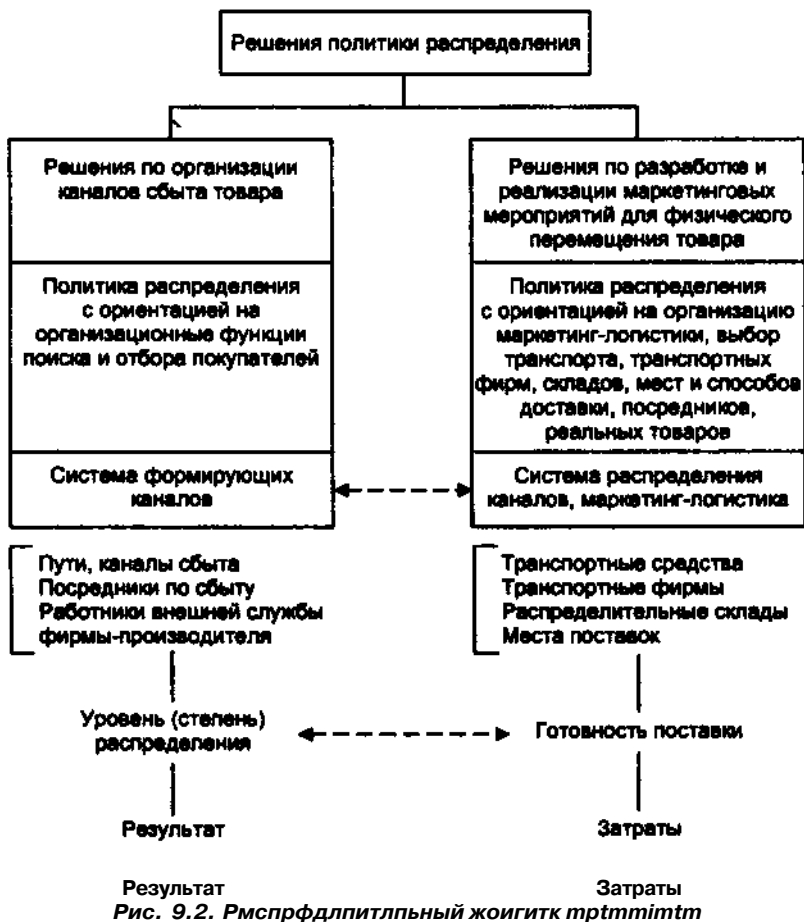 Решения политики распределения
Решения по организации
каналов сбыта товара
Политика распределения
с ориентацией на
организационные функции
поиска и отбора покупателей
Система формирующих
каналов
Пути, каналы сбыта
Посредники по сбыту
Работники внешней службы
фирмы-производителя
Уровень (степень)
распределения
Результат
Решения по разработке и
реализации маркетинговых
мероприятий для физического
перемещения товара
Политика распределения
с ориентацией на организацию
маркетинг-логистики, выбор
транспорта, транспортных
фирм, складов, мест и способов
доставки, посредников,
реальных товаров
Система распределения
каналов, маркетинг-логистика
Транспортные средства
Транспортные фирмы
Распределительные склады
Места поставок
Готовность поставки
Затраты
Результат Затраты
Рис. 9.2. Рмспрфдлпитлпьный жоигитк mptmmimtm